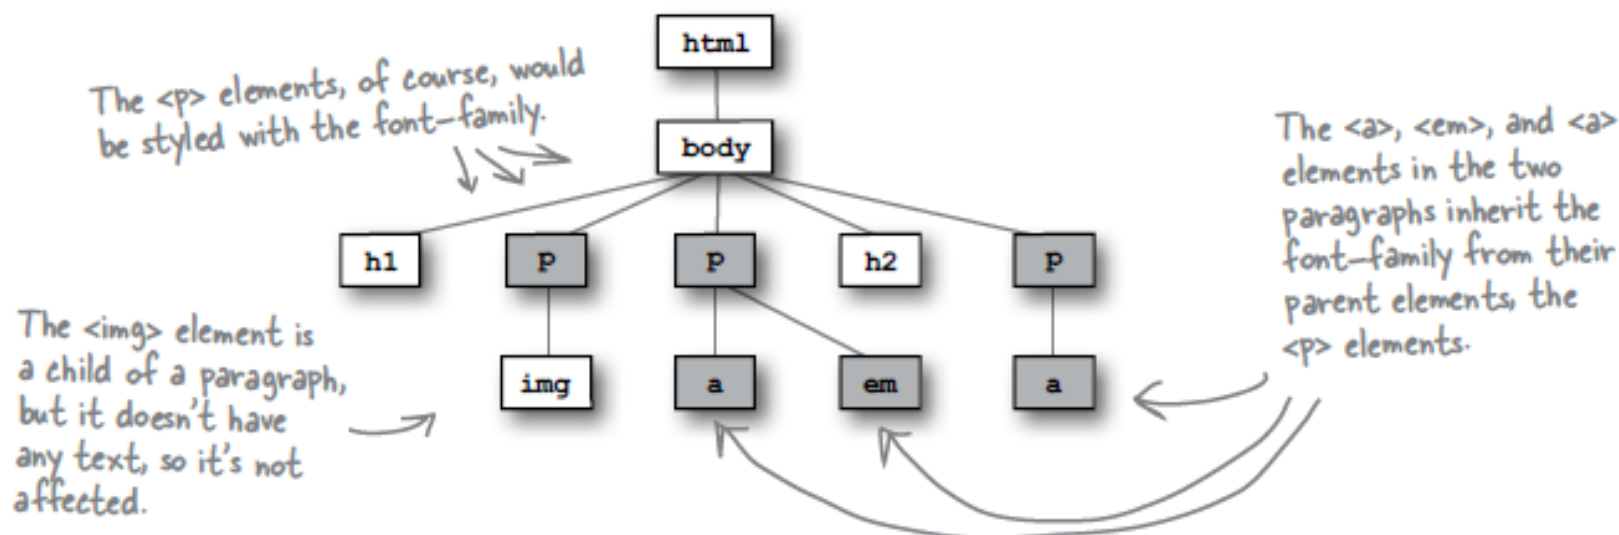 html
The <p> elements, of course, would
be styled with the font-family.
body
The <a>, <em>, and <a>
elements in the two
paragraphs inherit the
font-family from their
parent elements, the
<p> elements.
h1 p p h2 p
The <img> element is
a child of a paragraph,
but it doesn't have
any text, so it's not
affected.
img a em a